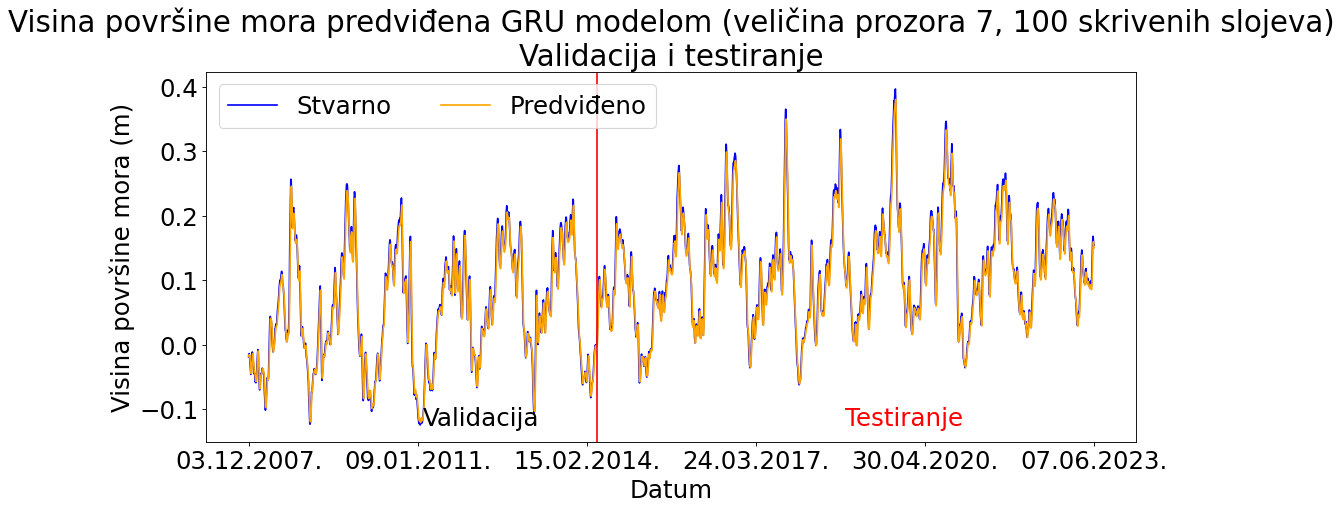 Visina površine mora predviđena GRU modelom (veličina prozora 7, 100 skrivenih slojeva)
Validacija i testiranje
Stvarno Predviđeno
Visina površine mora (m)
0.4
0.3
0.2
0.1
0.0
−0.1
Validacija Testiranje
03.12.2007. 09.01.2011. 15.02.2014. 24.03.2017. 30.04.2020. 07.06.2023.
Datum